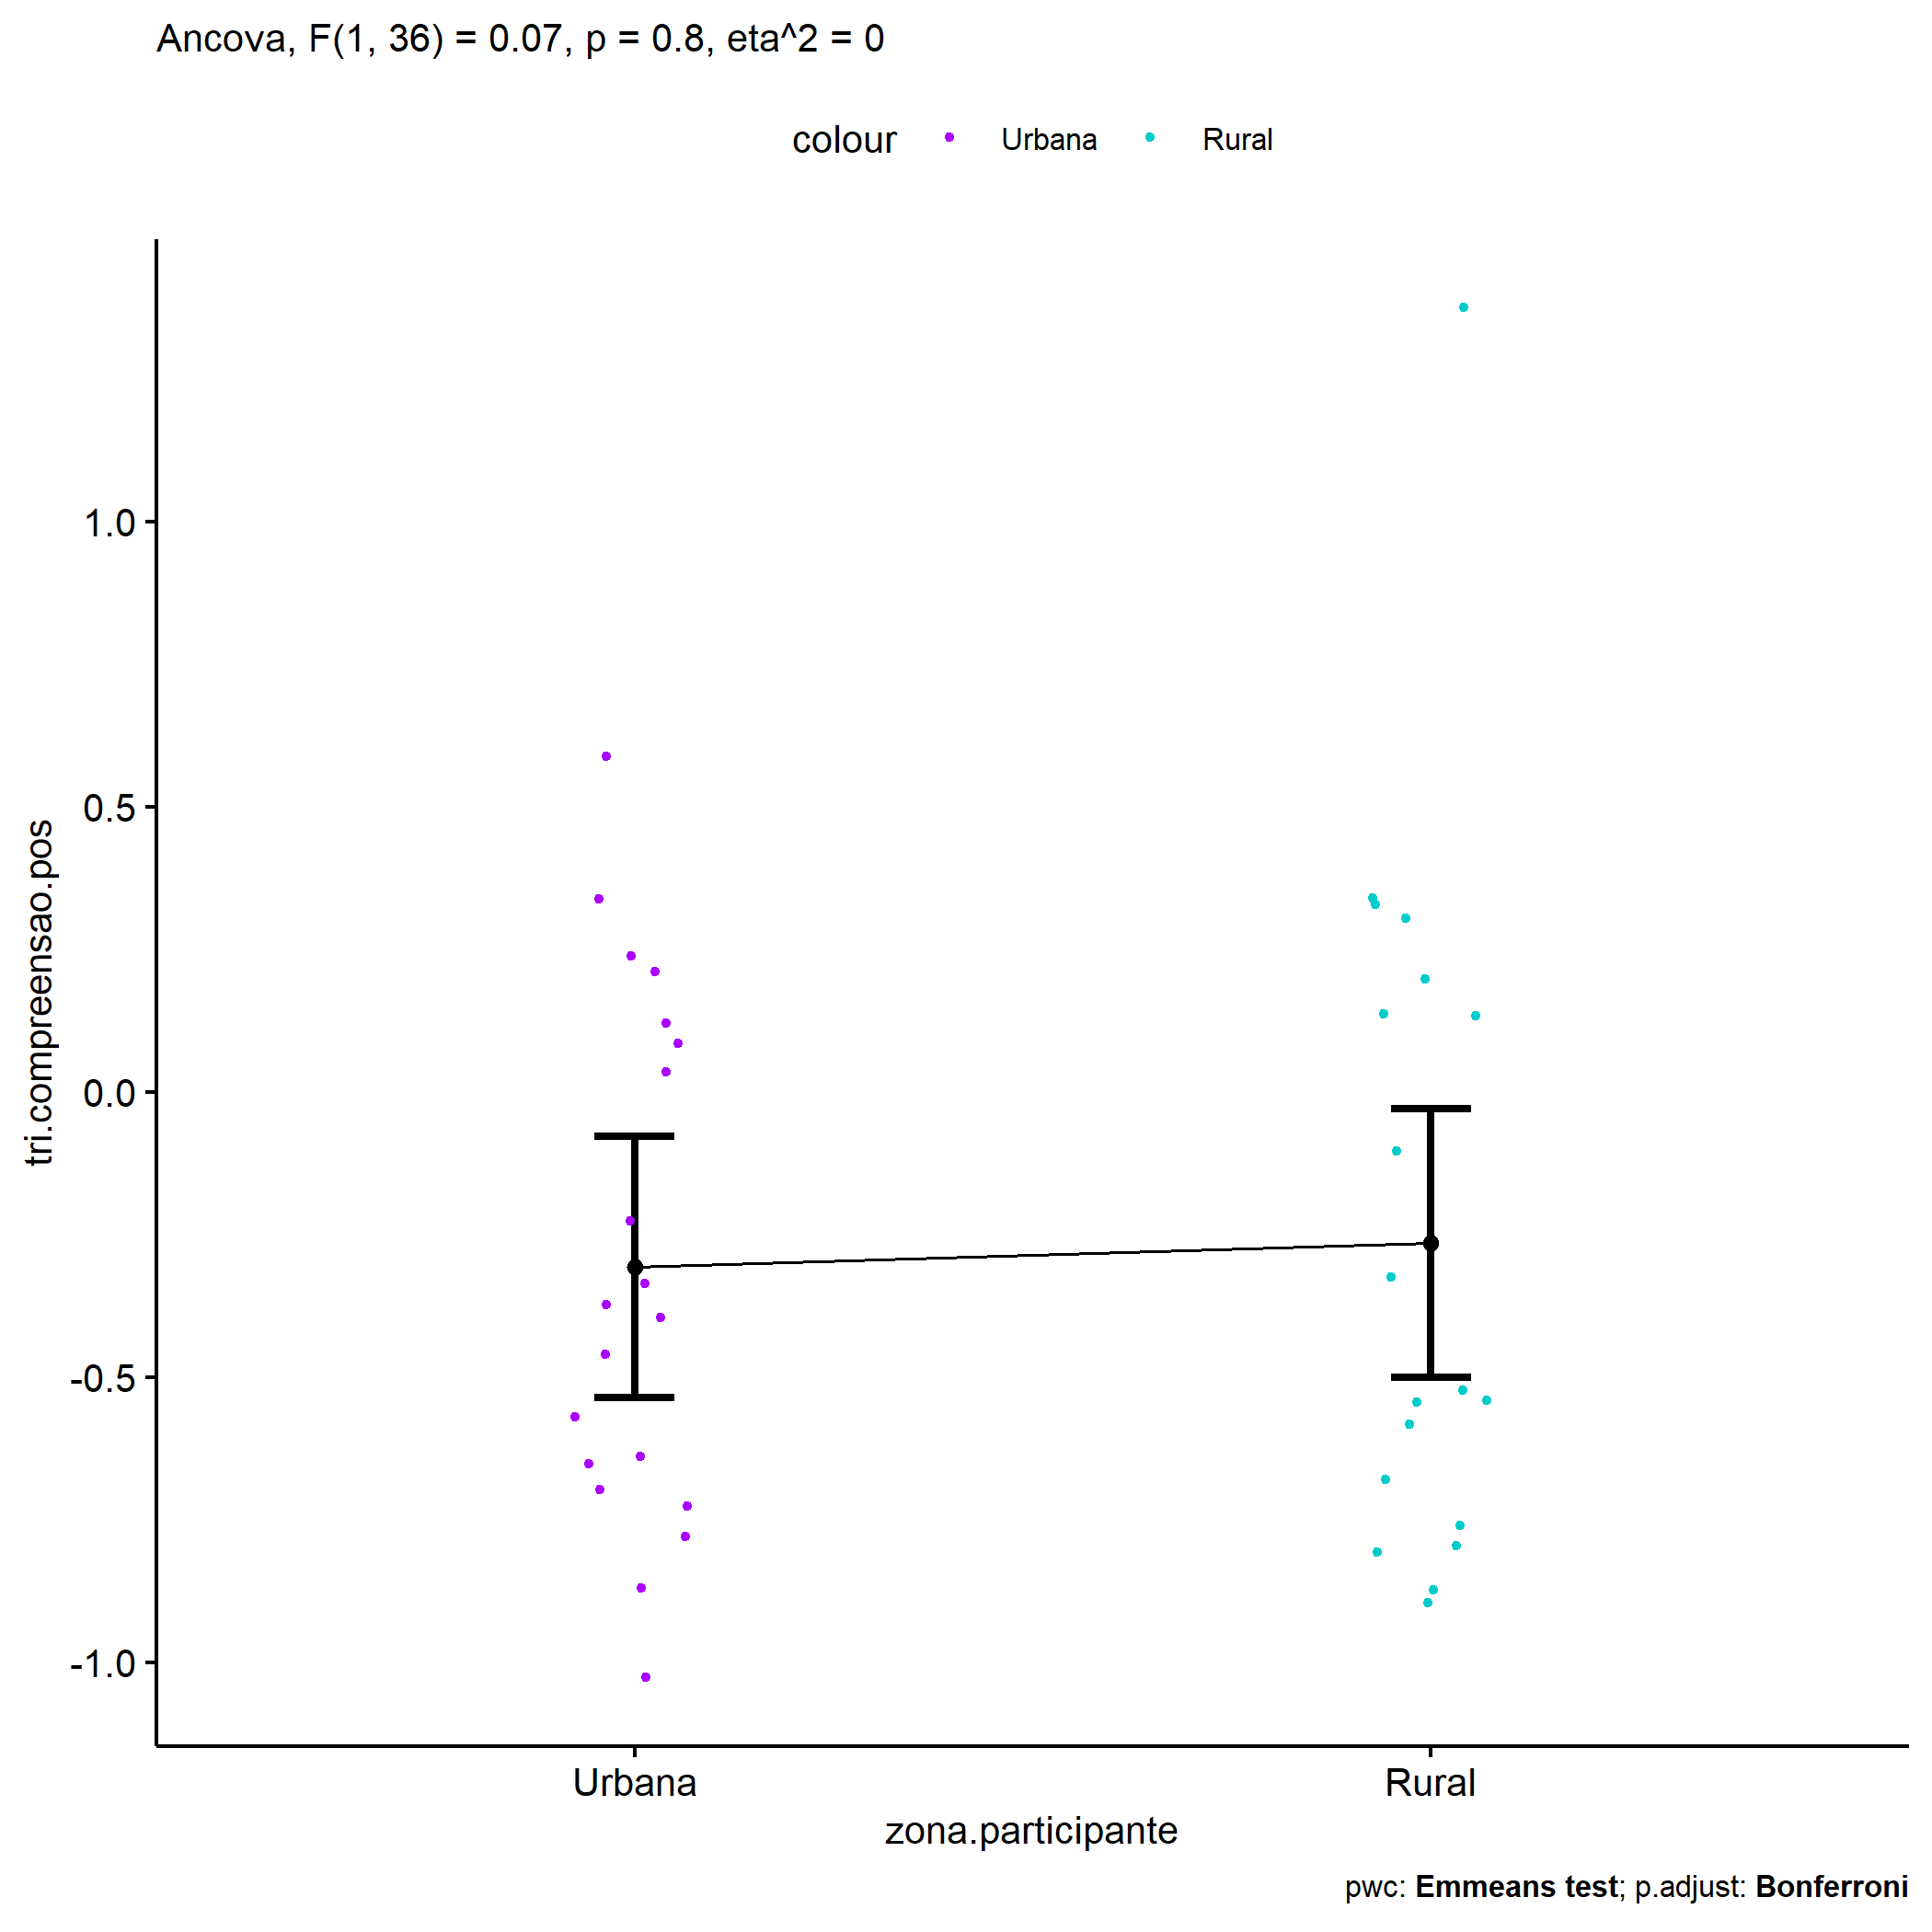 Ancova, F(1, 36) = 0.07, p = 0.8, eta^2 = 0
colour Urbana Rural
tri.compreensao.pos
1.0
0.5
0.0
-0.5
-1.0
Urbana Rural
zona.participante
pwc: Emmeans test; p.adjust: Bonferroni